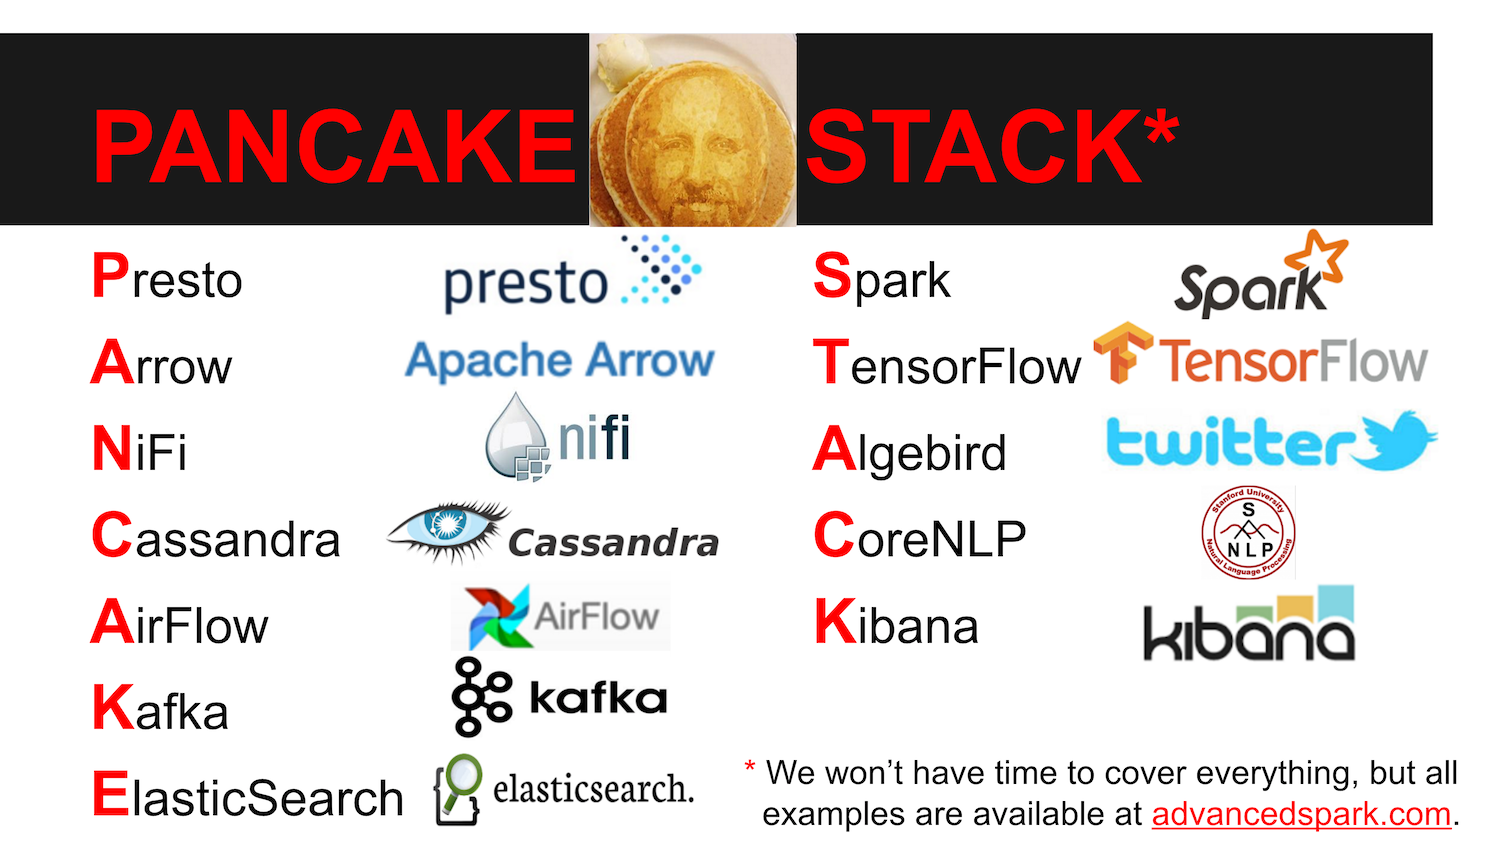 PANCAKE STACK*
Presto
presto
Arrow
Apache Arrow
NiFi
nifi
Cassandra
Cassandra
AirFlow
AirFlow
Kafka
kafka
ElasticSearch
elasticsearch.
Spark
Spark
TensorFlow
TensorFlow
Algebird
twitter
CoreNLP
Stanford University
S
NLP
Natural Language Processing
Kibana
kibana
* We won’t have time to cover everything, but all
examples are available at advancedspark.com.